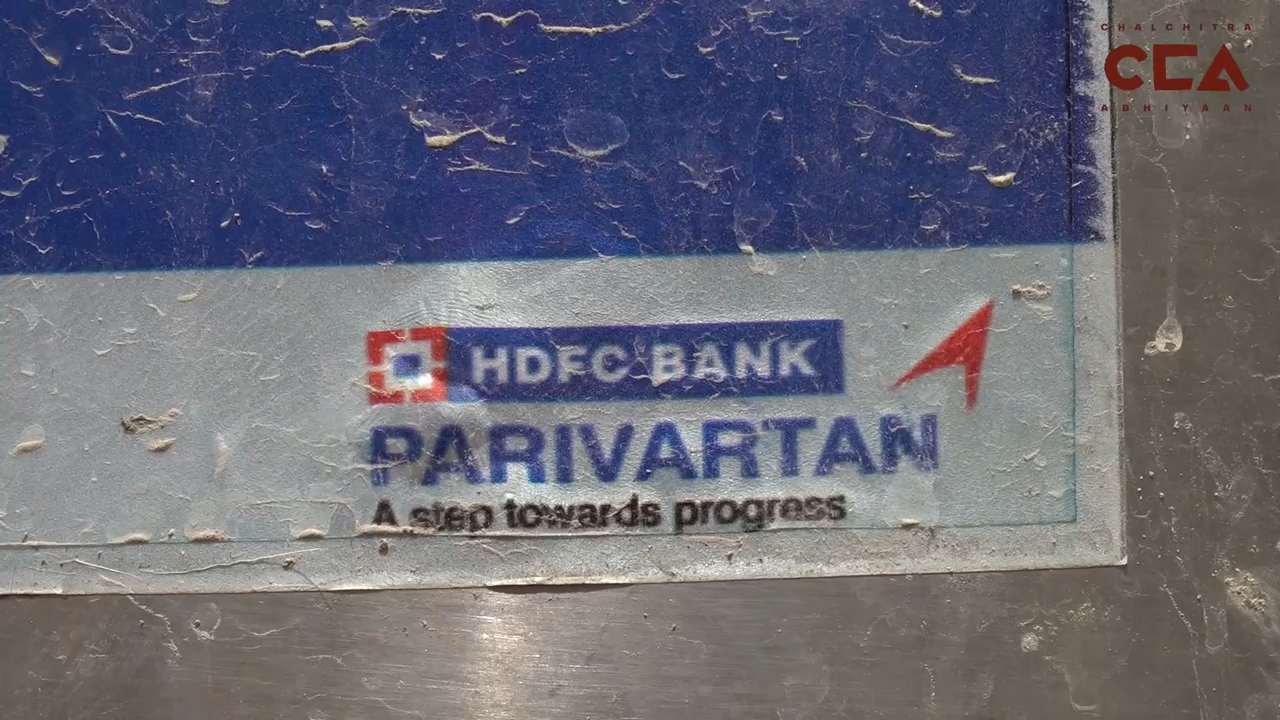 CHALCHITRA
CCA
ABHIYAAN
HDFC BANK
PARIVARTAN
A step towards progress